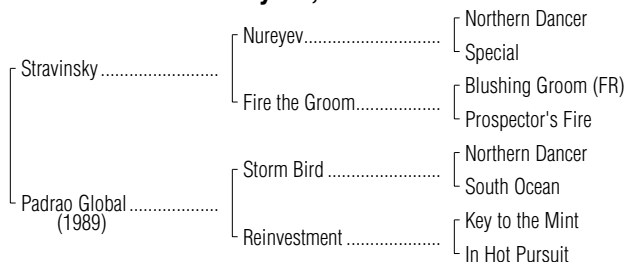 Northern Dancer
Nureyev
Special
Stravinsky
Blushing Groom (FR)
Fire the Groom
Prospector's Fire
Northern Dancer
Storm Bird
South Ocean
Padrao Global
(1989)
Key to the Mint
Reinvestment
In Hot Pursuit